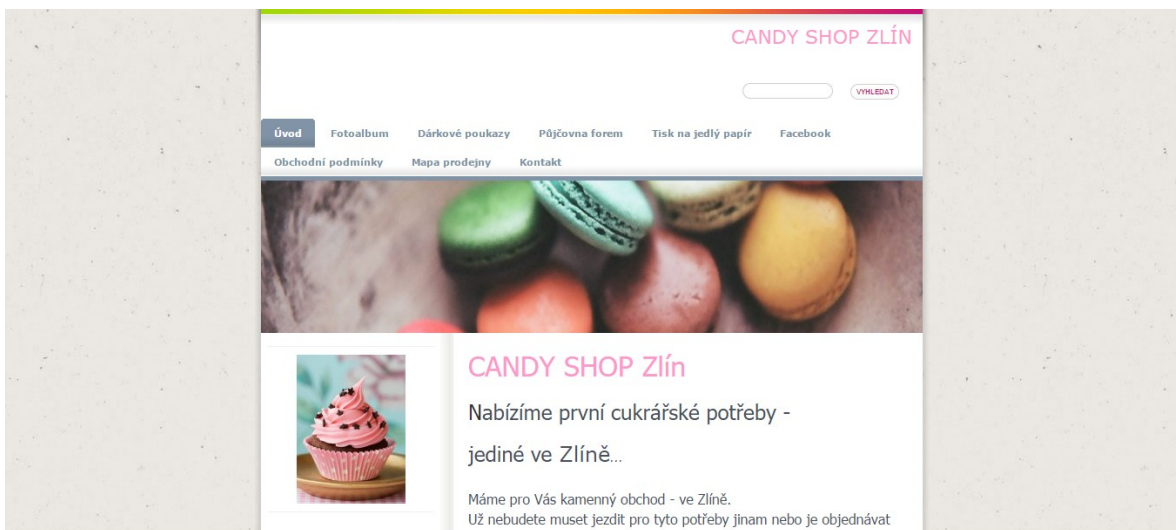 CANDY SHOP ZLÍN
VYHLEDAT
Úvod Fotoalbum Dárkové poukazy Půjčovna forem Tisk na jedlý papír Facebook
Obchodní podmínky Mapa prodejny Kontakt
CANDY SHOP Zlín
Nabízíme první cukrářské potřeby -
jediné ve Zlíně...
Máme pro Vás kamenný obchod - ve Zlíně.
Už nebudete muset jezdit pro tyto potřeby jinam nebo je objednávat